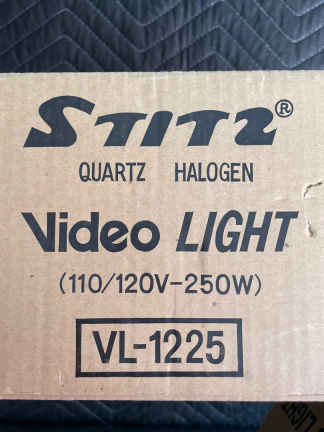 STITZ®
QUARTZ HALOGEN
Video LIGHT
(110/120V-250W)
VL-1225